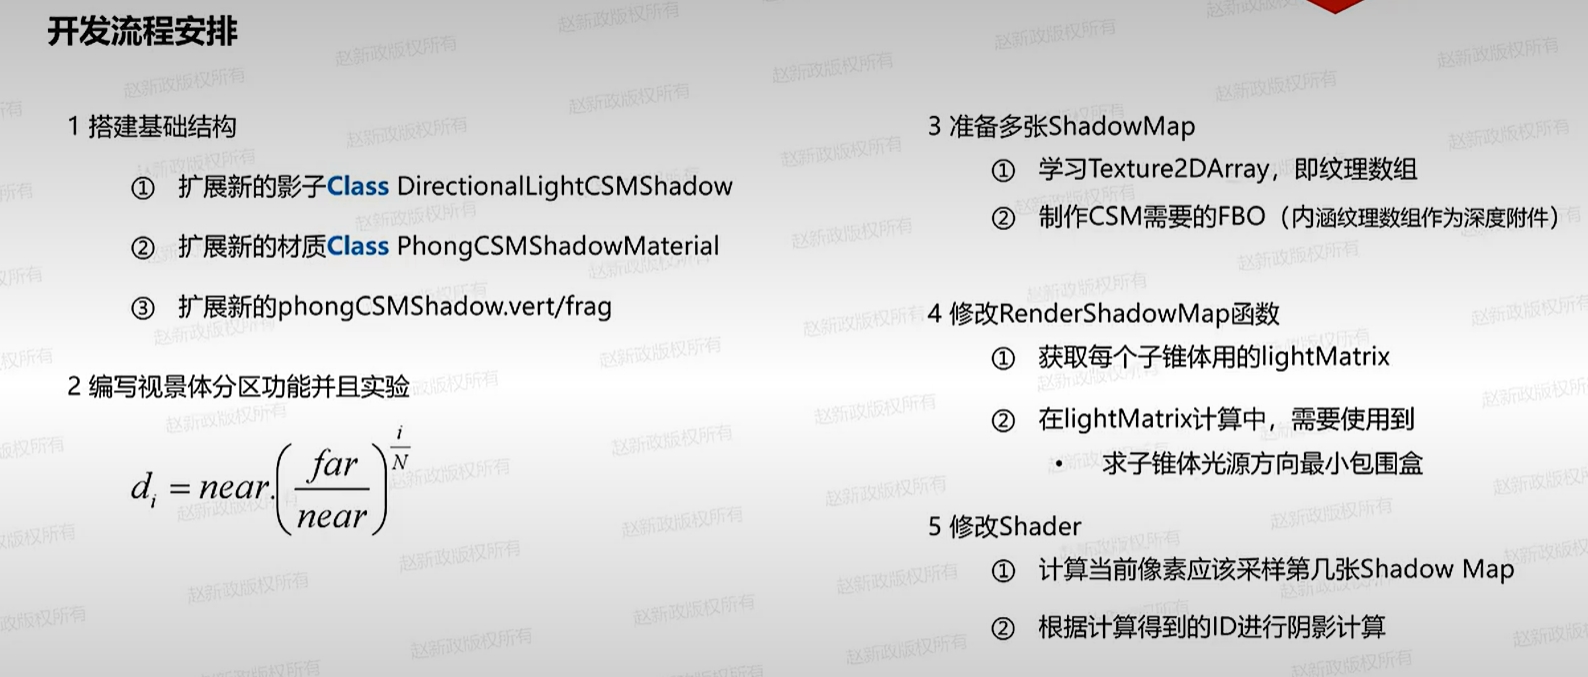 开发流程安排
1 搭建基础结构
① 扩展新的影子Class DirectionalLightCSMShadow
② 扩展新的材质Class PhongCSMShadowMaterial
③ 扩展新的phongCSMShadow.vert/frag
2 编写视景体分区功能并且实验
d_i = near.(far/near)^(i/N)
3 准备多张ShadowMap
① 学习Texture2DArray，即纹理数组
② 制作CSM需要的FBO（内涵纹理数组作为深度附件）
4 修改RenderShadowMap函数
① 获取每个子锥体用的lightMatrix
② 在lightMatrix计算中，需要使用到
• 求子锥体光源方向最小包围盒
5 修改Shader
① 计算当前像素应该采样第几张Shadow Map
② 根据计算得到的ID进行阴影计算
赵新政版权所有